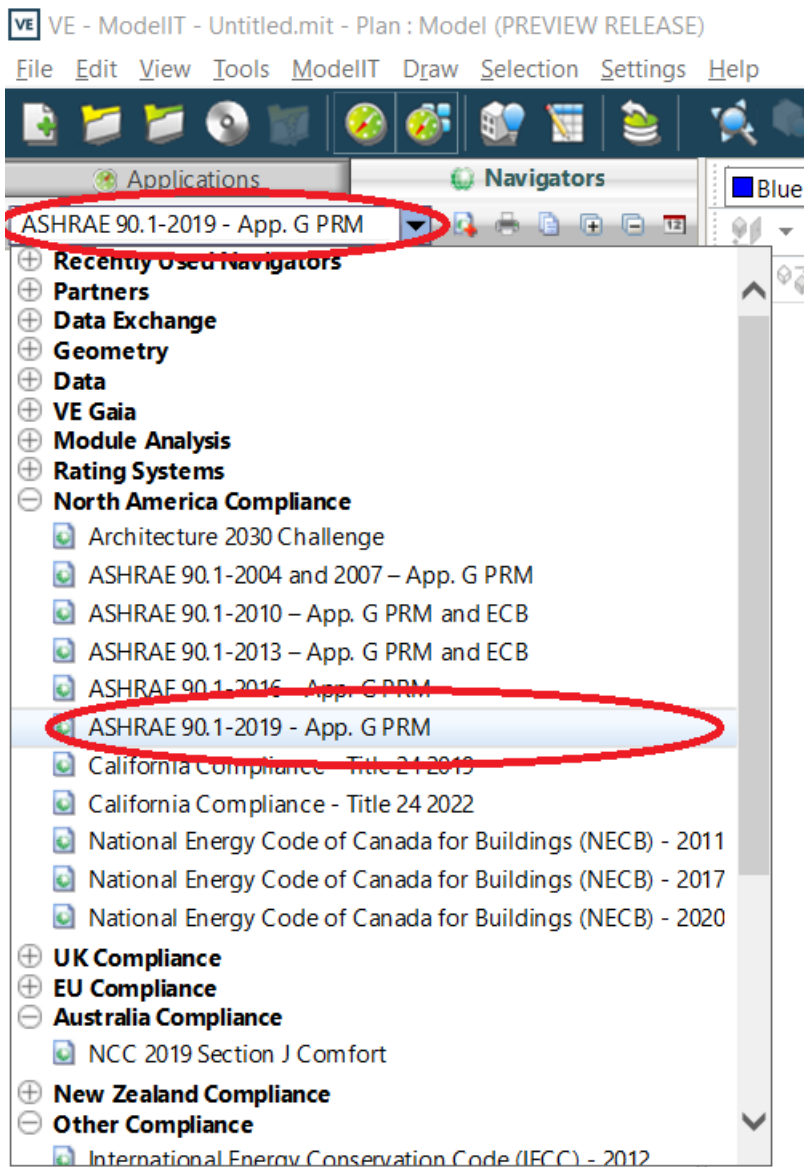 VE VE - ModelIT - Untitled.mit - Plan : Model (PREVIEW RELEASE)
File Edit View Tools ModelIT Draw Selection Settings Help
Applications Navigators
Blue
ASHRAE 90.1-2019 - App. G PRM
12
Recently Used Navigators
Partners
Data Exchange
Geometry
Data
VE Gaia
Module Analysis
Rating Systems
North America Compliance
Architecture 2030 Challenge
ASHRAE 90.1-2004 and 2007 – App. G PRM
ASHRAE 90.1-2010 – App. G PRM and ECB
ASHRAE 90.1-2013 – App. G PRM and ECB
ASHRAE 90.1-2016 - App. G PRM
ASHRAE 90.1-2019 - App. G PRM
California Compliance - Title 24 2019
California Compliance - Title 24 2022
National Energy Code of Canada for Buildings (NECB) - 2011
National Energy Code of Canada for Buildings (NECB) - 2017
National Energy Code of Canada for Buildings (NECB) - 2020
UK Compliance
EU Compliance
Australia Compliance
NCC 2019 Section J Comfort
New Zealand Compliance
Other Compliance
International Energy Conservation Code (IECC) - 2012